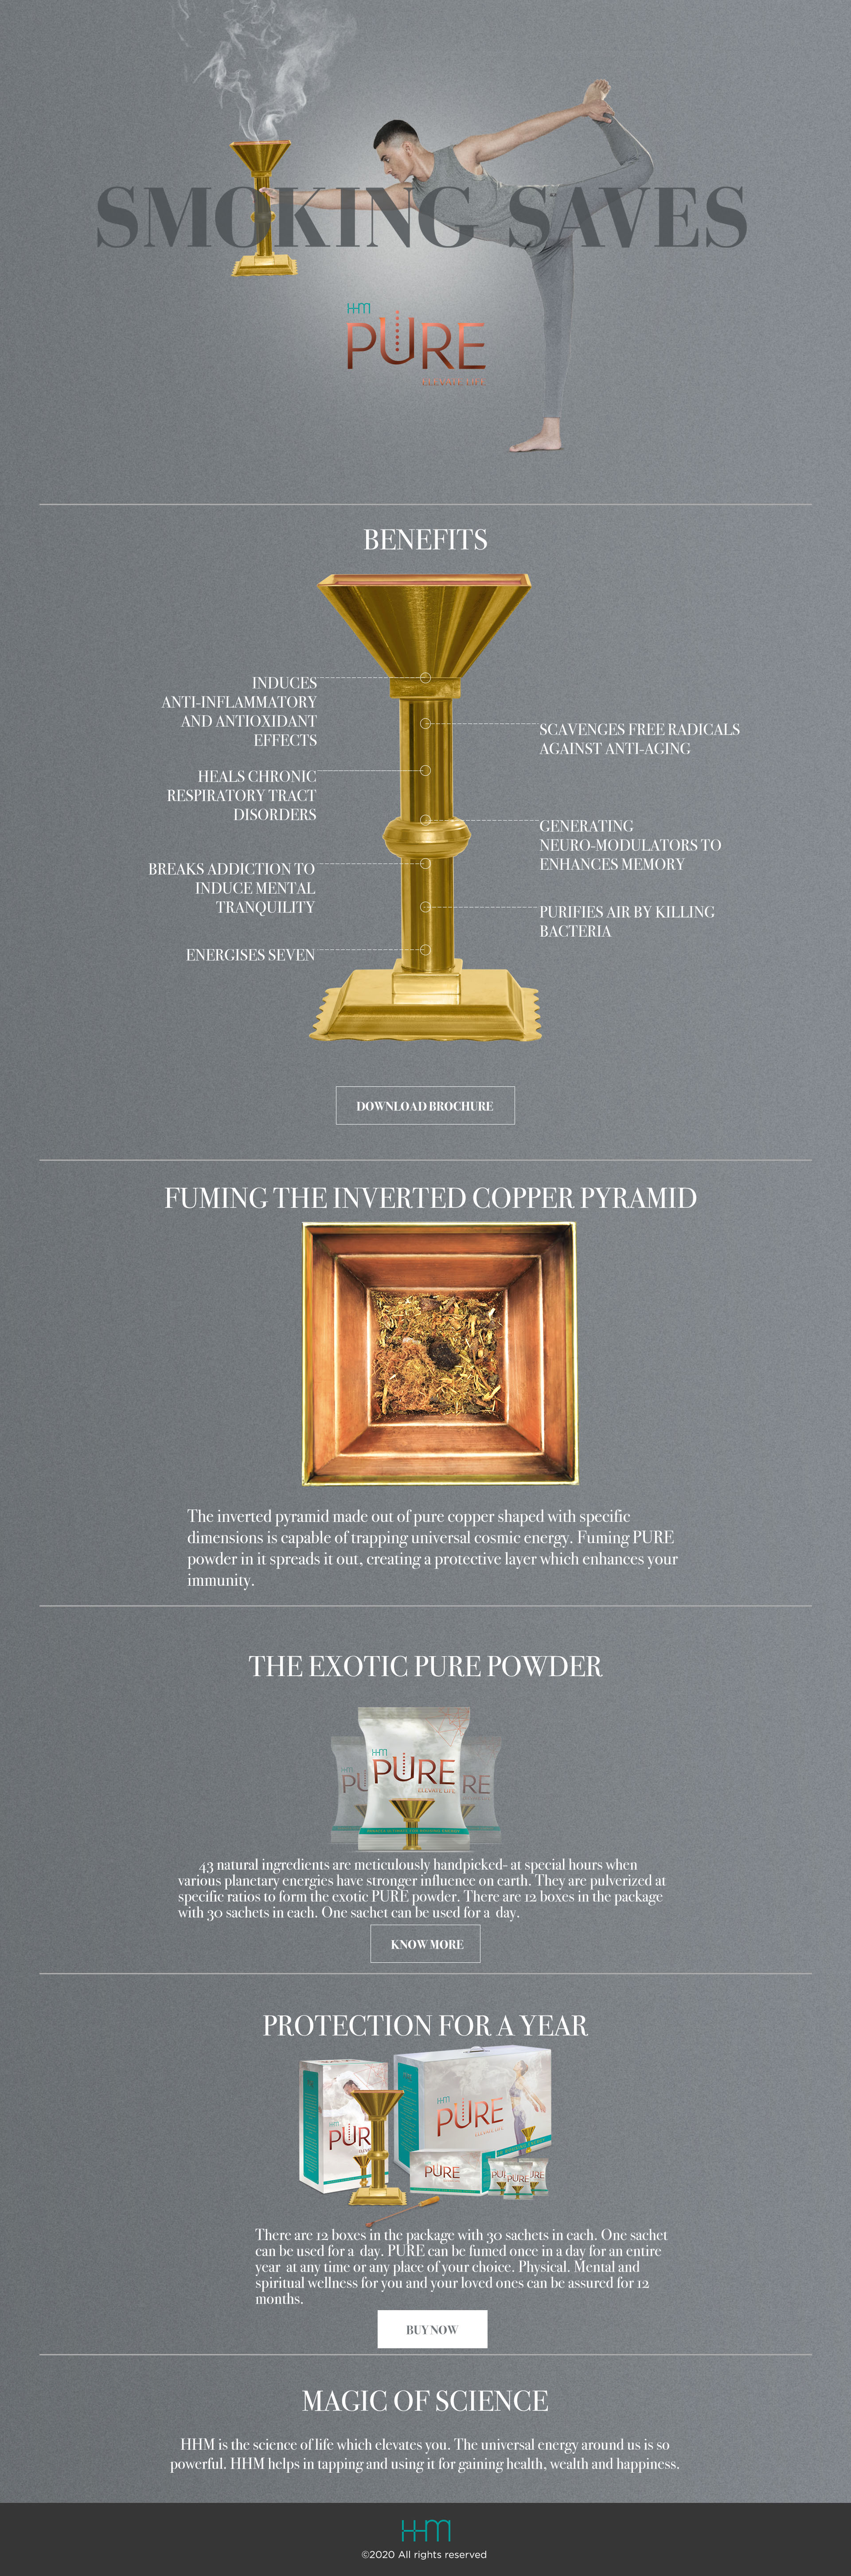 SMOKING SAVES
HHM
PURE
ELEVATE LIFE
BENEFITS
INDUCES
ANTI-INFLAMMATORY
AND ANTIOXIDANT
EFFECTS
SCAVENGES FREE RADICALS
AGAINST ANTI-AGING
HEALS CHRONIC
RESPIRATORY TRACT
DISORDERS
GENERATING
NEURO-MODULATORS TO
ENHANCES MEMORY
BREAKS ADDICTION TO
INDUCE MENTAL
TRANQUILITY
PURIFIES AIR BY KILLING
BACTERIA
ENERGISES SEVEN
DOWNLOAD BROCHURE
FUMING THE INVERTED COPPER PYRAMID
The inverted pyramid made out of pure copper shaped with specific
dimensions is capable of trapping universal cosmic energy. Fuming PURE
powder in it spreads it out, creating a protective layer which enhances your
immunity.
THE EXOTIC PURE POWDER
HHM
PURE
ELEVATE LIFE
PU
RE
43 natural ingredients are meticulously handpicked- at special hours when
various planetary energies have stronger influence on earth. They are pulverized at
specific ratios to form the exotic PURE powder. There are 12 boxes in the package
with 30 sachets in each. One sachet can be used for a day.
KNOW MORE
PROTECTION FOR A YEAR
PUR
HHM
PURE
PURE
PURE
There are 12 boxes in the package with 30 sachets in each. One sachet
can be used for a day. PURE can be fumed once in a day for an entire
year at any time or any place of your choice. Physical. Mental and
spiritual wellness for you and your loved ones can be assured for 12
months.
BUY NOW
MAGIC OF SCIENCE
HHM is the science of life which elevates you. The universal energy around us is so
powerful. HHM helps in tapping and using it for gaining health, wealth and happiness.
HHM
©2020 All rights reserved